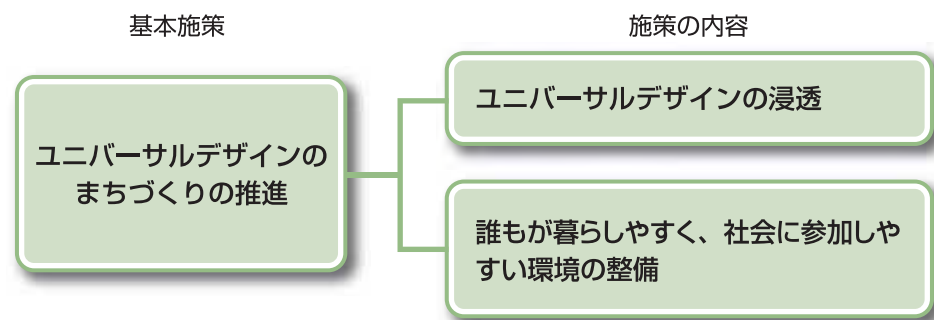 基本施策
施策の内容
ユニバーサルデザインの
まちづくりの推進
ユニバーサルデザインの浸透
誰もが暮らしやすく、社会に参加しや
すい環境の整備